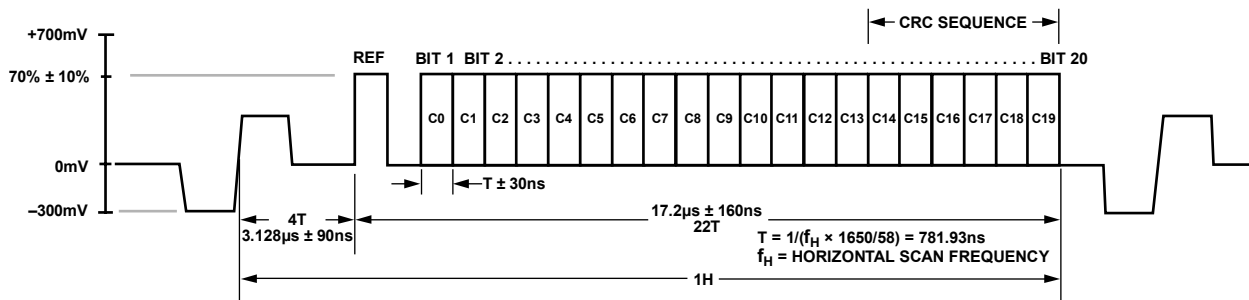 CRC SEQUENCE
+700mV
REF
BIT 1 BIT 2 . . . . . . . . . . . . . . . . . . . . . . . . . . . . . . . . . . . . . . . . . . . . . . . . . . . . . . . . . . . . BIT 20
70% ± 10%
C0 C1 C2 C3 C4 C5 C6 C7 C8 C9 C10 C11 C12 C13 C14 C15 C16 C17 C18 C19
0mV
T ± 30ns
–300mV
4T
3.128µs ± 90ns
17.2µs ± 160ns
22T
T = 1/(fH × 1650/58) = 781.93ns
fH = HORIZONTAL SCAN FREQUENCY
1H